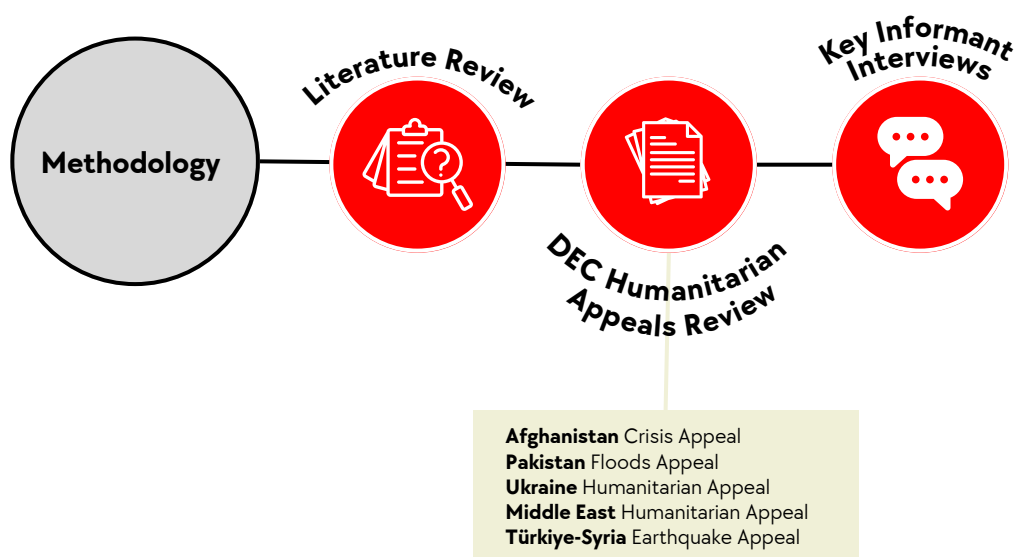 Methodology
Literature Review
DEC Humanitarian
Appeals Review
Key Informant
Interviews
Afghanistan Crisis Appeal
Pakistan Floods Appeal
Ukraine Humanitarian Appeal
Middle East Humanitarian Appeal
Türkiye-Syria Earthquake Appeal